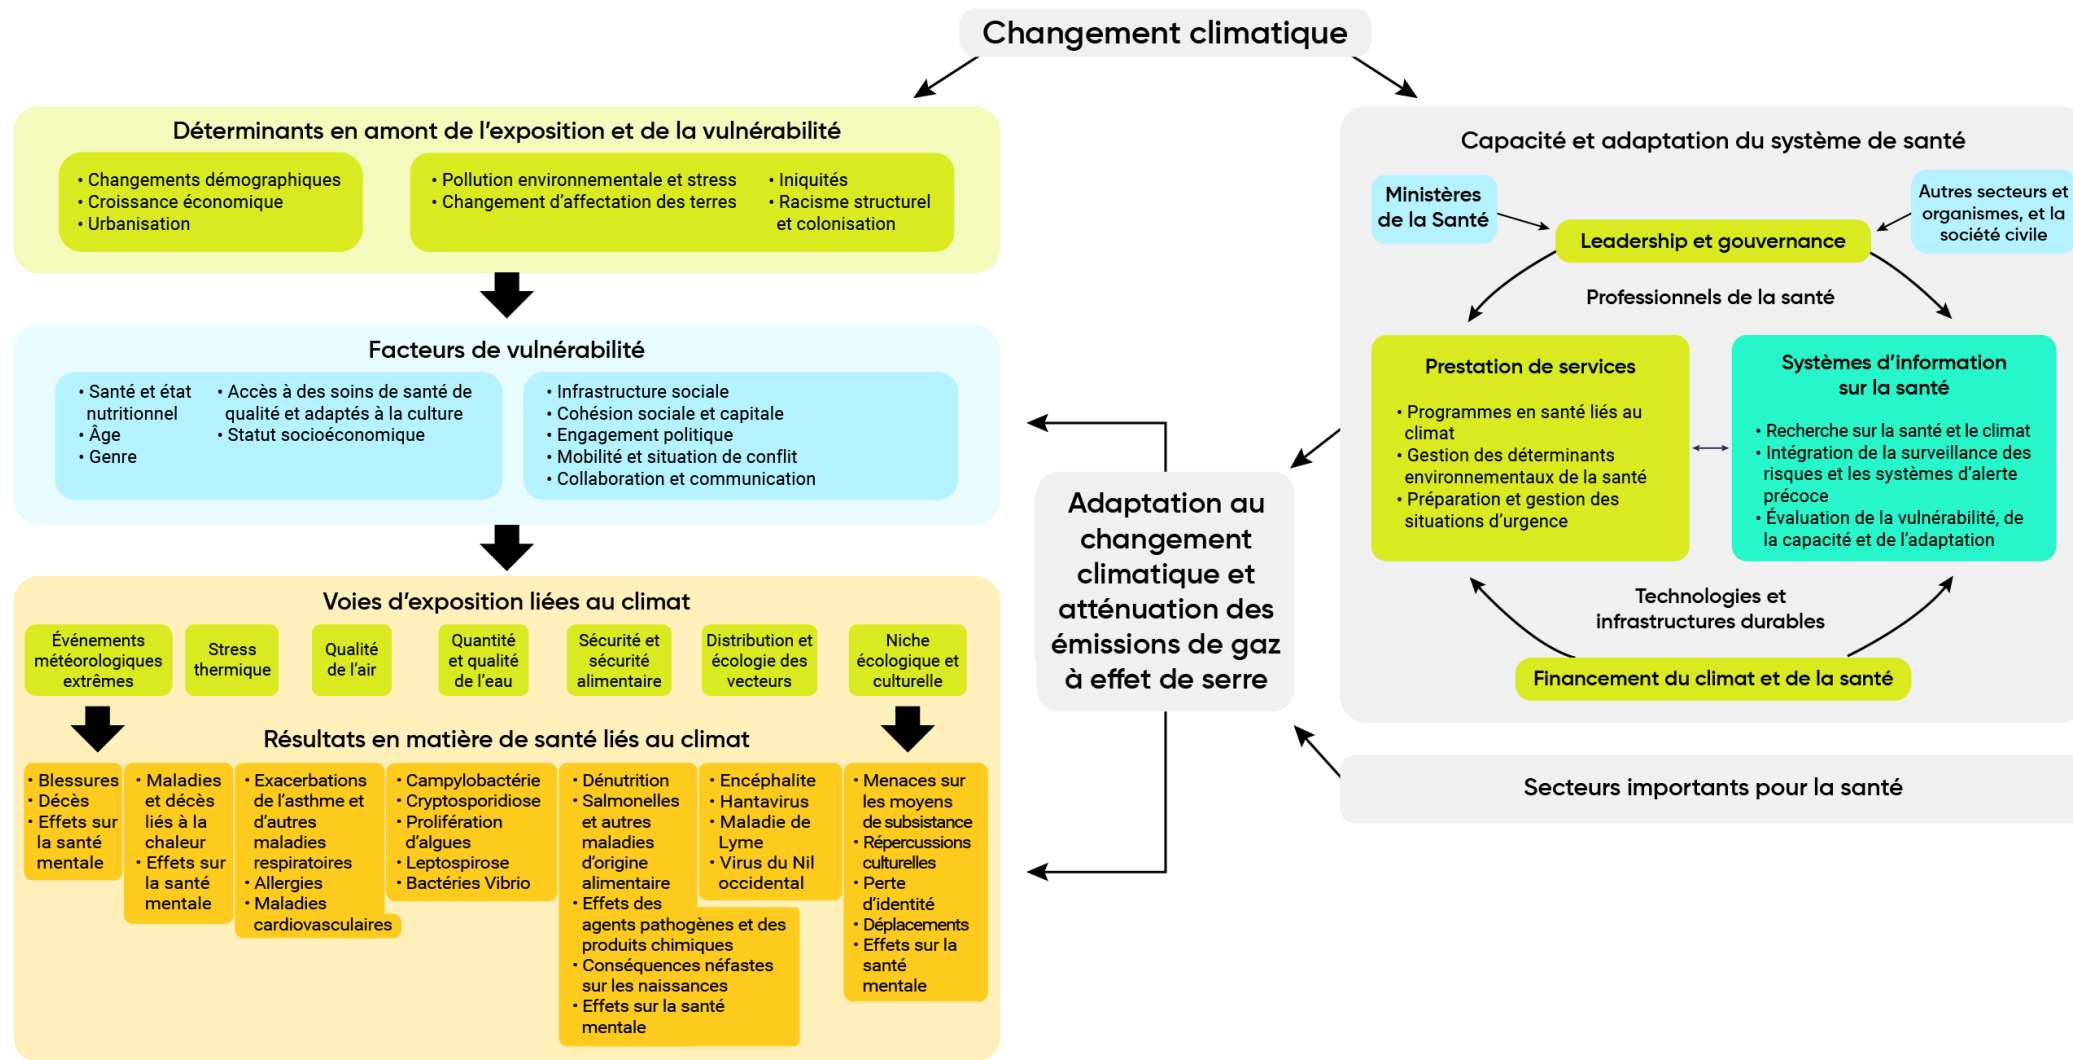 Changement climatique
Déterminants en amont de l'exposition et de la vulnérabilité
• Changements démographiques
• Croissance économique
• Urbanisation
• Pollution environnementale et stress
• Changement d'affectation des terres
• Iniquités
• Racisme structurel
et colonisation
Facteurs de vulnérabilité
• Santé et état
nutritionnel
• Âge
• Genre
• Accès à des soins de santé de
qualité et adaptés à la culture
• Statut socioéconomique
• Infrastructure sociale
• Cohésion sociale et capitale
• Engagement politique
• Mobilité et situation de conflit
• Collaboration et communication
Voies d'exposition liées au climat
Événements
météorologiques
extrêmes
Stress
thermique
Qualité
de l'air
Quantité
et qualité
de l'eau
Sécurité et
sécurité
alimentaire
Distribution et
écologie des
vecteurs
Niche
écologique et
culturelle
Résultats en matière de santé liés au climat
• Blessures
• Décès
• Effets sur
la santé
mentale
• Maladies
et décès
liés à la
chaleur
• Effets sur
la santé
mentale
• Exacerbations
de l'asthme et
d'autres
maladies
respiratoires
• Allergies
• Maladies
cardiovasculaires
• Campylobactérie
• Cryptosporidiose
• Prolifération
d'algues
• Leptospirose
• Bactéries Vibrio
• Dénutrition
• Salmonelles
et autres
maladies
d'origine
alimentaire
• Effets des
agents pathogènes et des
produits chimiques
• Conséquences néfastes
sur les naissances
• Effets sur la santé
mentale
• Encéphalite
• Hantavirus
• Maladie de
Lyme
• Virus du Nil
occidental
• Menaces sur
les moyens
de subsistance
• Répercussions
culturelles
• Perte
d'identité
• Déplacements
• Effets sur la
santé
mentale
Adaptation au
changement
climatique et
atténuation des
émissions de gaz
à effet de serre
Capacité et adaptation du système de santé
Ministères
de la Santé
Autres secteurs et
organismes, et la
société civile
Leadership et gouvernance
Professionnels de la santé
Prestation de services
• Programmes en santé liés au
climat
• Gestion des déterminants
environnementaux de la santé
• Préparation et gestion des
situations d'urgence
Systèmes d'information
sur la santé
• Recherche sur la santé et le climat
• Intégration de la surveillance des
risques et les systèmes d'alerte
précoce
• Évaluation de la vulnérabilité, de
la capacité et de l'adaptation
Technologies et
infrastructures durables
Financement du climat et de la santé
Secteurs importants pour la santé